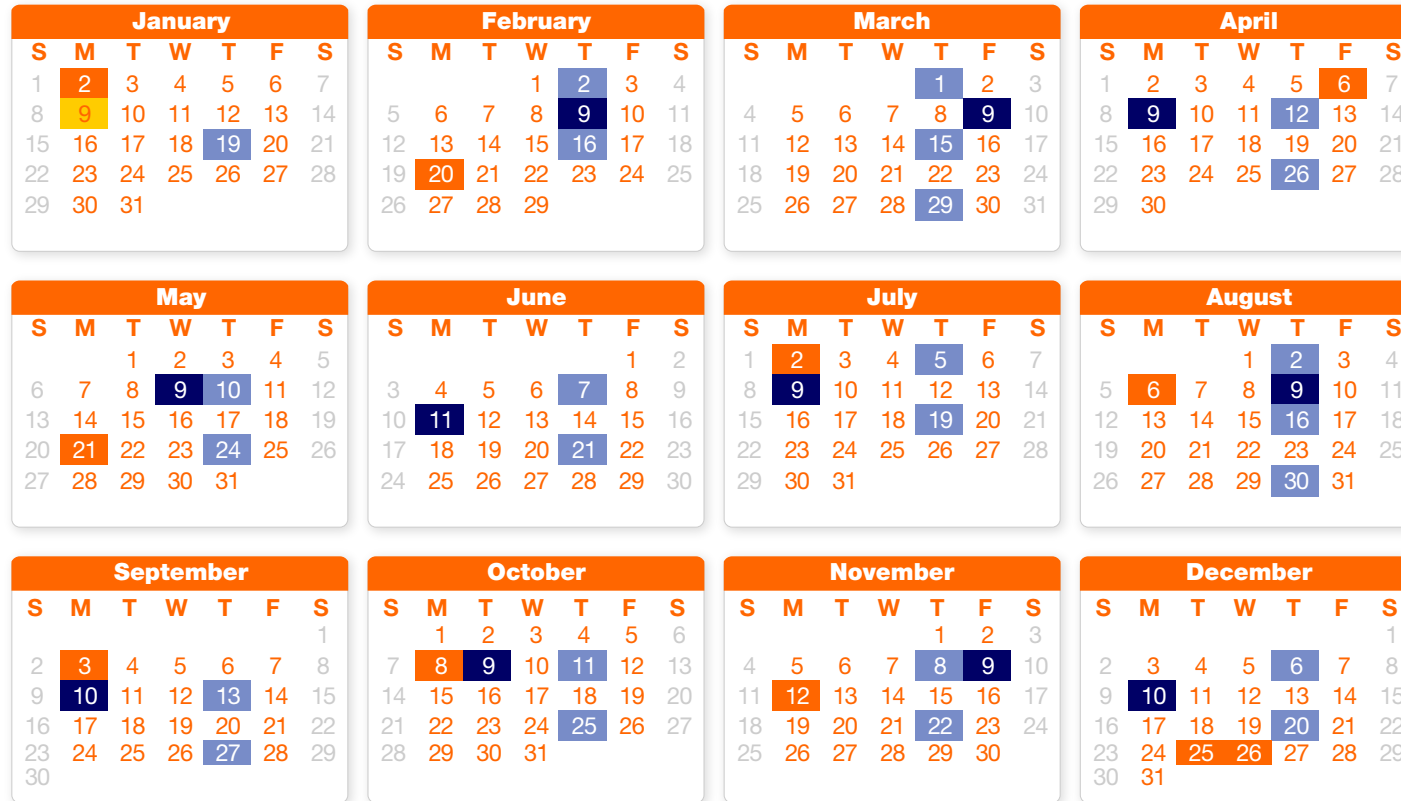 January February March April
S M T W T F S S M T W T F S S M T W T F S S M T W T F S
1 2 3 4 5 6 7 1 2 3 4 1 2 3 1 2 3 4 5 6 7
8 9 10 11 12 13 14 5 6 7 8 9 10 11 4 5 6 7 8 9 10 8 9 10 11 12 13 14
15 16 17 18 19 20 21 12 13 14 15 16 17 18 11 12 13 14 15 16 17 15 16 17 18 19 20 21
22 23 24 25 26 27 28 19 20 21 22 23 24 25 18 19 20 21 22 23 24 22 23 24 25 26 27 28
29 30 31 26 27 28 29 25 26 27 28 29 30 31 29 30
May June July August
S M T W T F S S M T W T F S S M T W T F S S M T W T F S
1 2 3 4 5 1 2 1 2 3 4 5 6 7 1 2 3 4
6 7 8 9 10 11 12 3 4 5 6 7 8 9 8 9 10 11 12 13 14 5 6 7 8 9 10 11
13 14 15 16 17 18 19 10 11 12 13 14 15 16 15 16 17 18 19 20 21 12 13 14 15 16 17 18
20 21 22 23 24 25 26 17 18 19 20 21 22 23 22 23 24 25 26 27 28 19 20 21 22 23 24 25
27 28 29 30 31 24 25 26 27 28 29 30 29 30 31 26 27 28 29 30 31
September October November December
S M T W T F S S M T W T F S S M T W T F S S M T W T F S
1 1 2 3 4 5 6 1 2 3 1
2 3 4 5 6 7 8 7 8 9 10 11 12 13 4 5 6 7 8 9 10 2 3 4 5 6 7 8
9 10 11 12 13 14 15 14 15 16 17 18 19 20 11 12 13 14 15 16 17 9 10 11 12 13 14 15
16 17 18 19 20 21 22 21 22 23 24 25 26 27 18 19 20 21 22 23 24 16 17 18 19 20 21 22
23 24 25 26 27 28 29 28 29 30 31 25 26 27 28 29 30 23 24 25 26 27 28 29
30 30 31